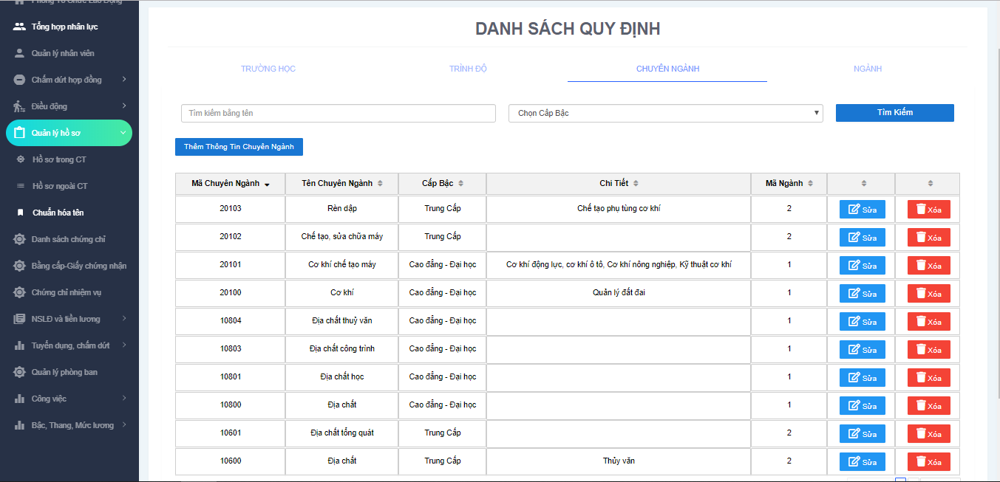 Phòng Tổ Chức Lao Động
Tổng hợp nhân lực
Quản lý nhân viên
Chấm dứt hợp đồng
Điều động
Quản lý hồ sơ
Hồ sơ trong CT
Hồ sơ ngoài CT
Chuẩn hóa tên
Danh sách chứng chỉ
Bằng cấp-Giấy chứng nhận
Chứng chỉ nhiệm vụ
NSLĐ và tiền lương
Tuyển dụng, chấm dứt
Quản lý phòng ban
Công việc
Bậc, Thang, Mức lương
DANH SÁCH QUY ĐỊNH
TRƯỜNG HỌC TRÌNH ĐỘ CHUYÊN NGÀNH NGÀNH
Tìm kiếm bằng tên Chọn Cấp Bậc Tìm Kiếm
Thêm Thông Tin Chuyên Ngành
Mã Chuyên Ngành Tên Chuyên Ngành Cấp Bậc Chi Tiết Mã Ngành
20103 Rèn dập Trung Cấp Chế tạo phụ tùng cơ khí 2 Sửa Xóa
20102 Chế tạo, sửa chữa máy Trung Cấp 2 Sửa Xóa
20101 Cơ khí chế tạo máy Cao đẳng - Đại học Cơ khí động lực, cơ khí ô tô, Cơ khí nông nghiệp, Kỹ thuật cơ khí 1 Sửa Xóa
20100 Cơ khí Cao đẳng - Đại học Quản lý đất đai 1 Sửa Xóa
10804 Địa chất thuỷ văn Cao đẳng - Đại học 1 Sửa Xóa
10803 Địa chất công trình Cao đẳng - Đại học 1 Sửa Xóa
10801 Địa chất học Cao đẳng - Đại học 1 Sửa Xóa
10800 Địa chất Cao đẳng - Đại học 1 Sửa Xóa
10601 Địa chất tổng quát Trung Cấp 2 Sửa Xóa
10600 Địa chất Trung Cấp Thủy văn 2 Sửa Xóa